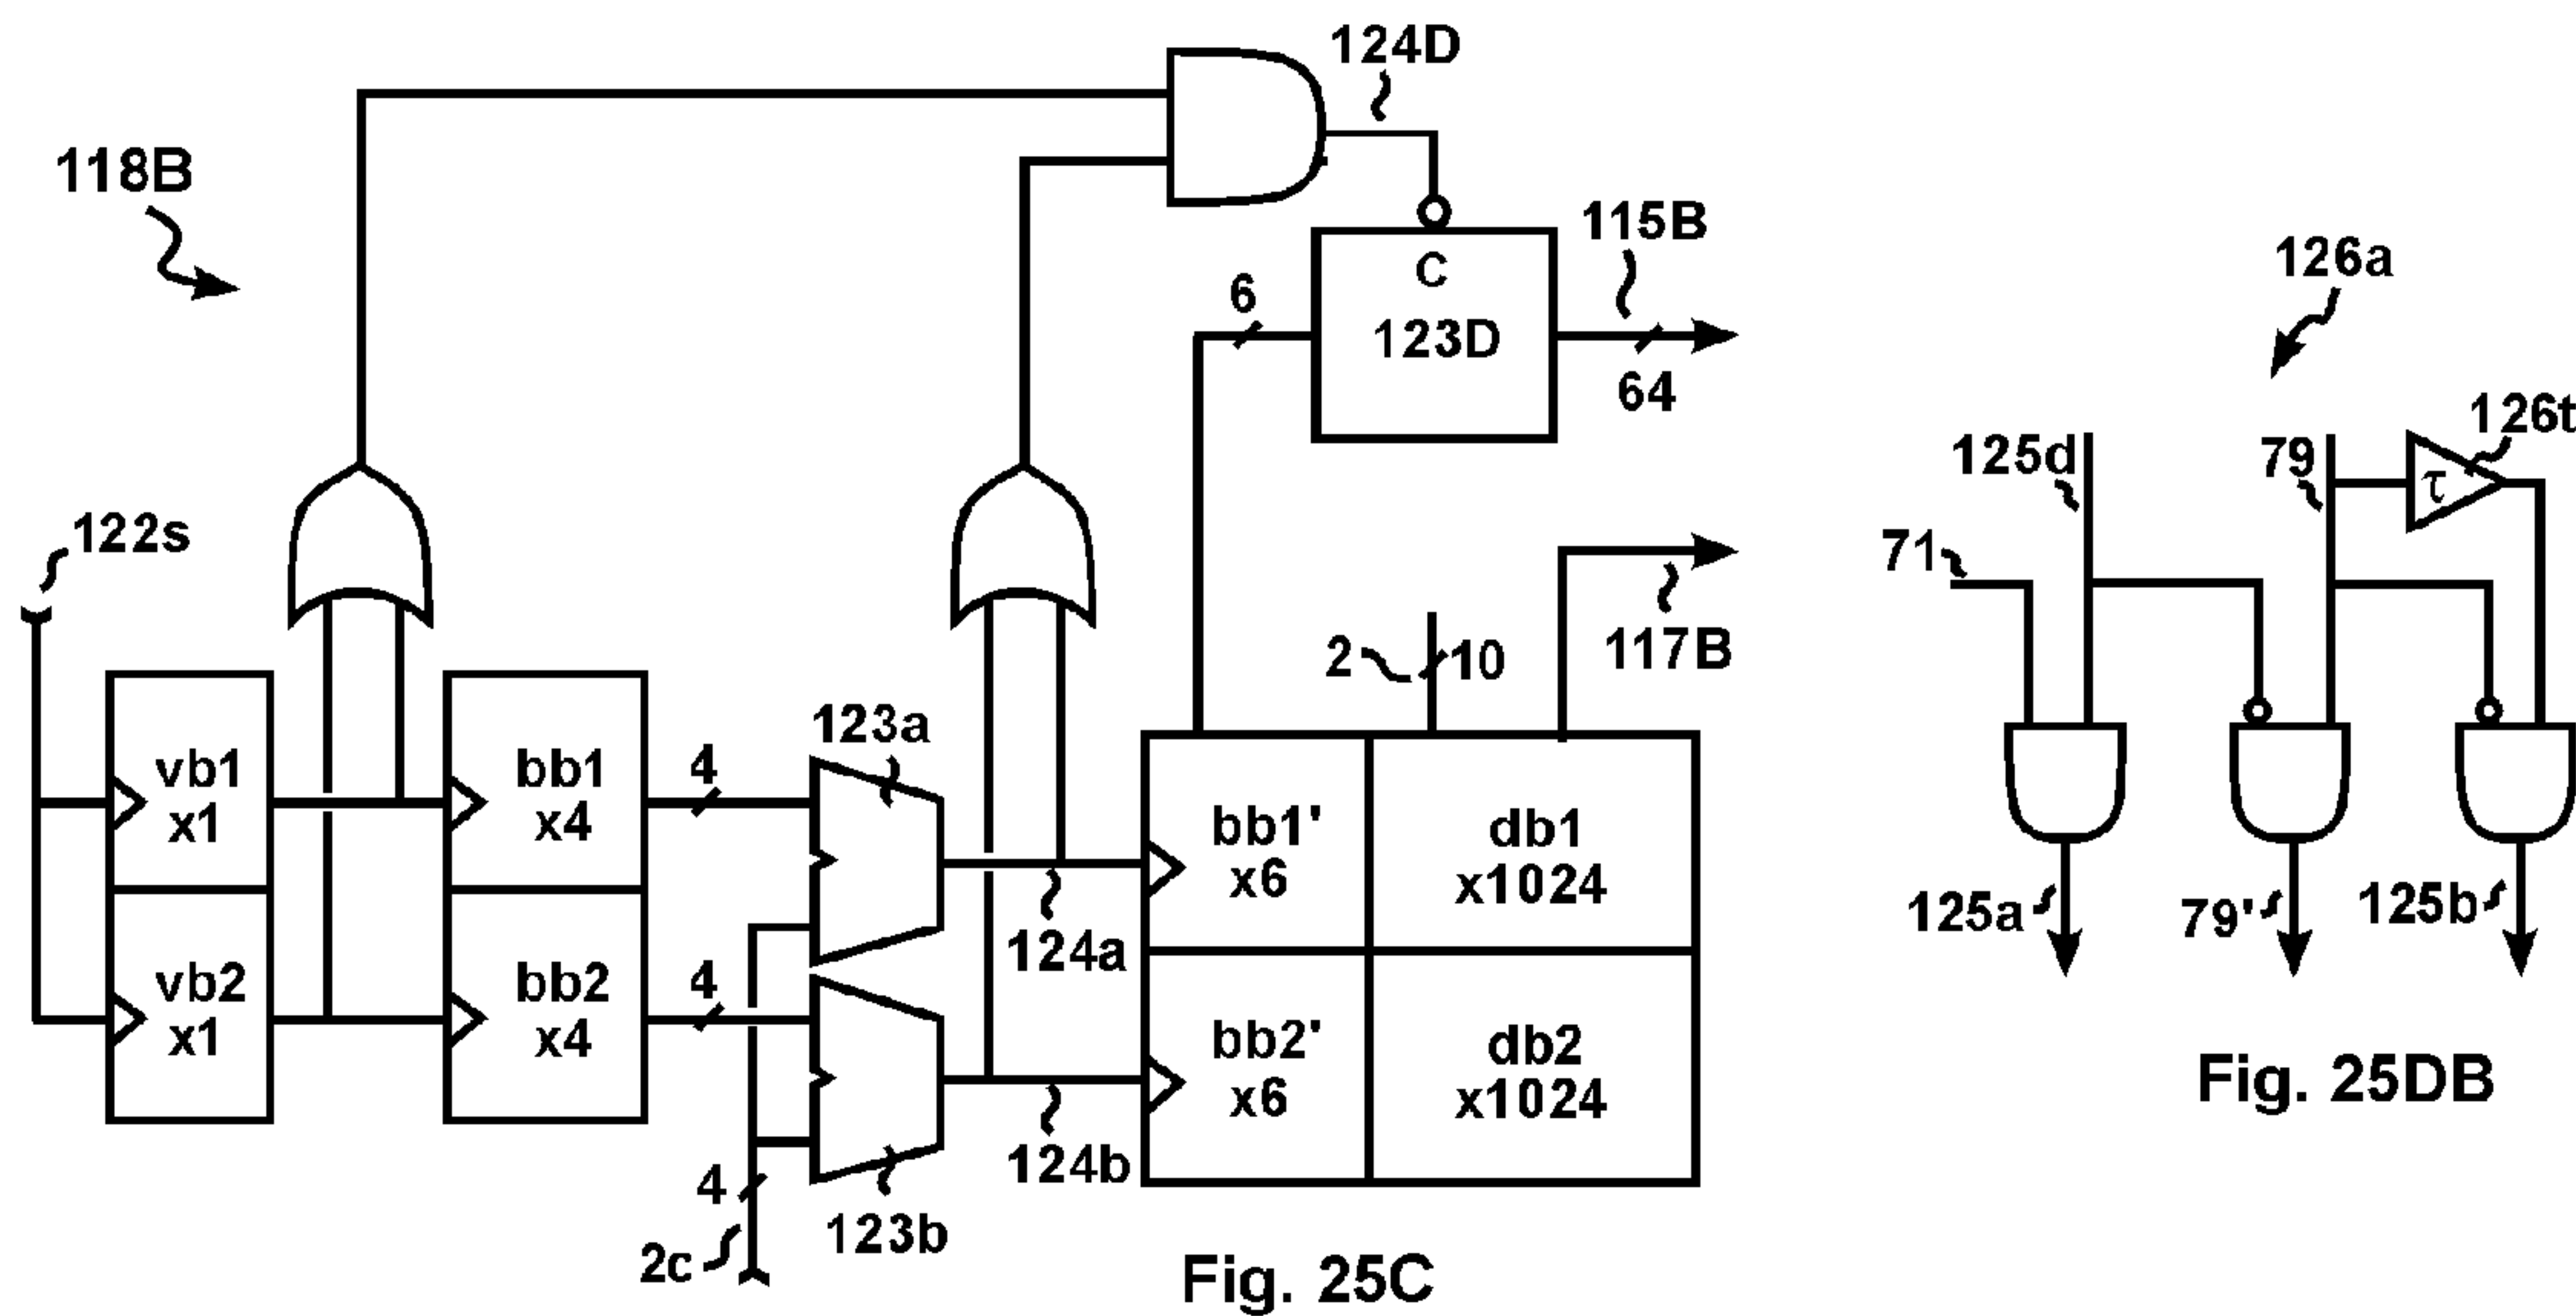 124D
118B
115B
C
6
123D
64
126a
126t
τ
125d
79
71
122s
117B
2
10
123a
4
vb1
x1
bb1
x4
bb1'
x6
db1
x1024
125a
79'
125b
124a
4
vb2
x1
bb2
x4
bb2'
x6
db2
x1024
Fig. 25DB
124b
4
123b
2c
Fig. 25C